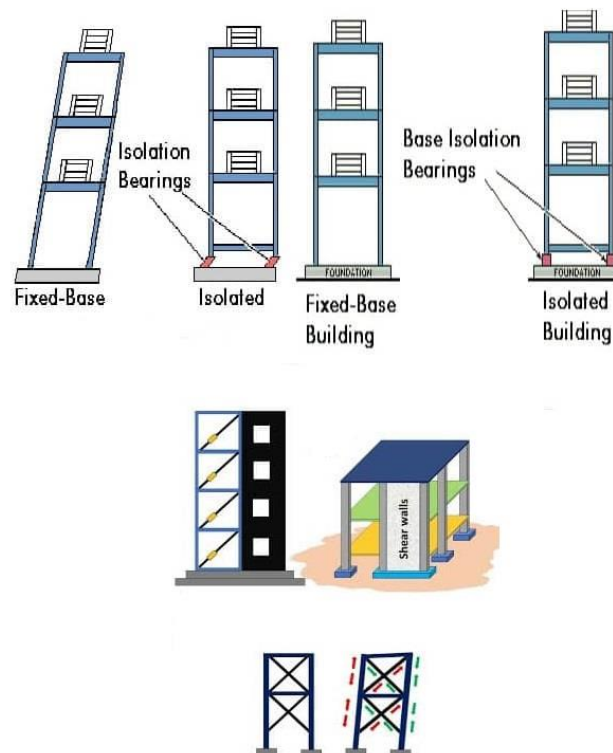 Isolation
Bearings
Fixed-Base
Isolated
FOUNDATION
Fixed-Base
Building
Base Isolation
Bearings
FOUNDATION
Isolated
Building
Shear walls